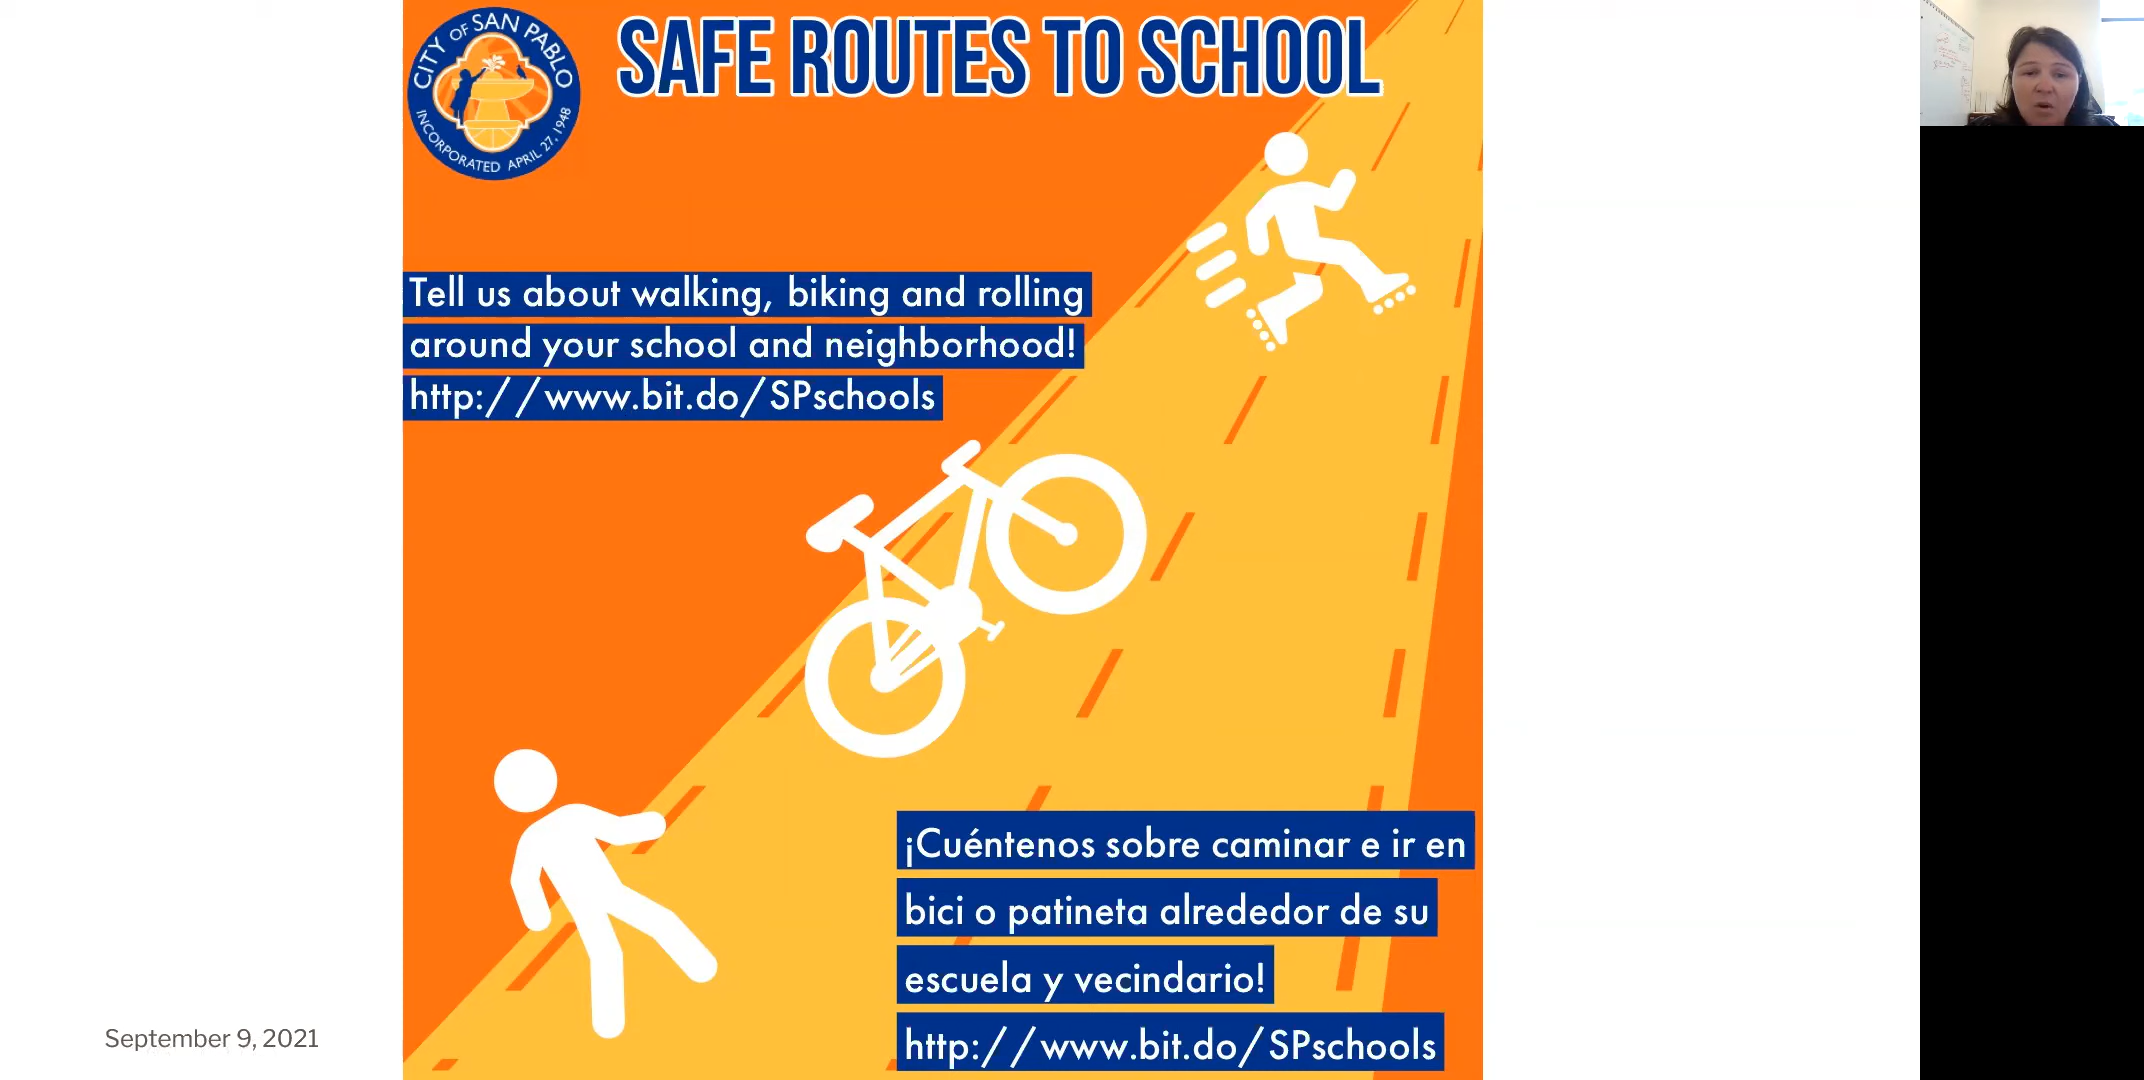 CITY OF SAN PABLO
INCORPORATED APRIL 27, 1948
SAFE ROUTES TO SCHOOL
Tell us about walking, biking and rolling
around your school and neighborhood!
http://www.bit.do/SPschools
¡Cuéntenos sobre caminar e ir en
bici o patineta alrededor de su
escuela y vecindario!
http://www.bit.do/SPschools
September 9, 2021